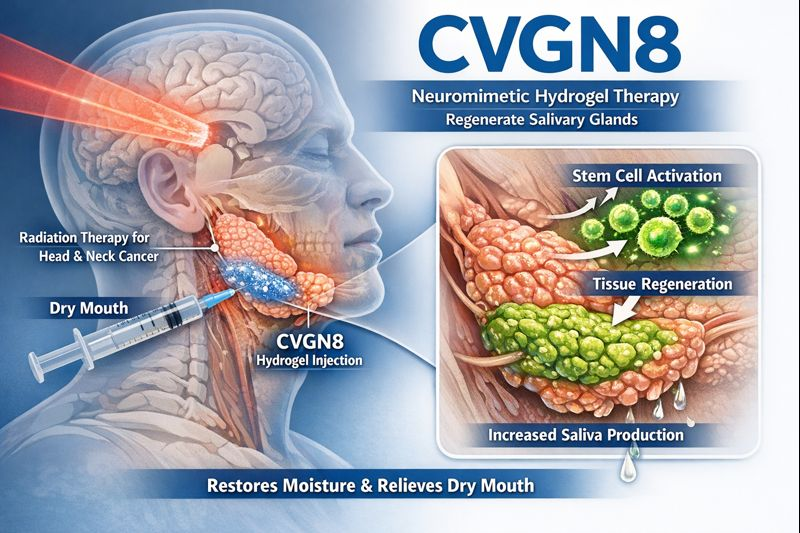 CVGN8
Neuromimetic Hydrogel Therapy
Regenerate Salivary Glands
Stem Cell Activation
Radiation Therapy for
Head & Neck Cancer
Tissue Regeneration
Dry Mouth
CVGN8
Hydrogel Injection
Increased Saliva Production
Restores Moisture & Relieves Dry Mouth